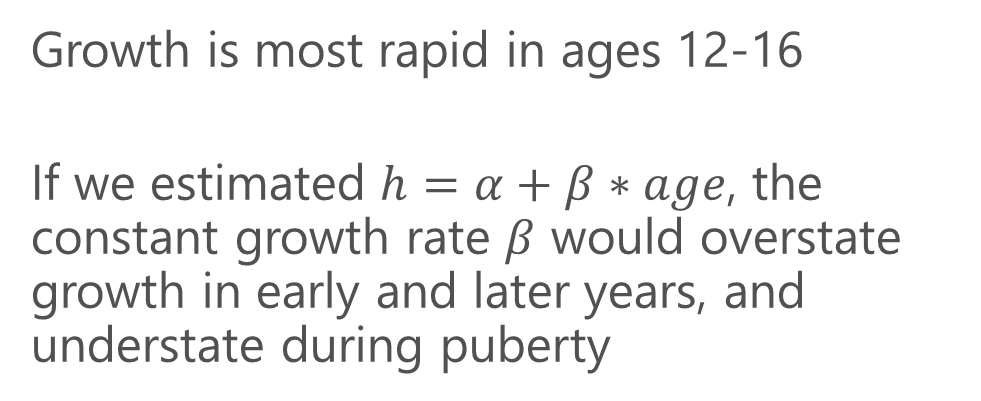 Growth is most rapid in ages 12-16
If we estimated ℎ = 𝛼 + 𝛽 ∗ 𝑎𝑔𝑒, the
constant growth rate 𝛽 would overstate
growth in early and later years, and
understate during puberty